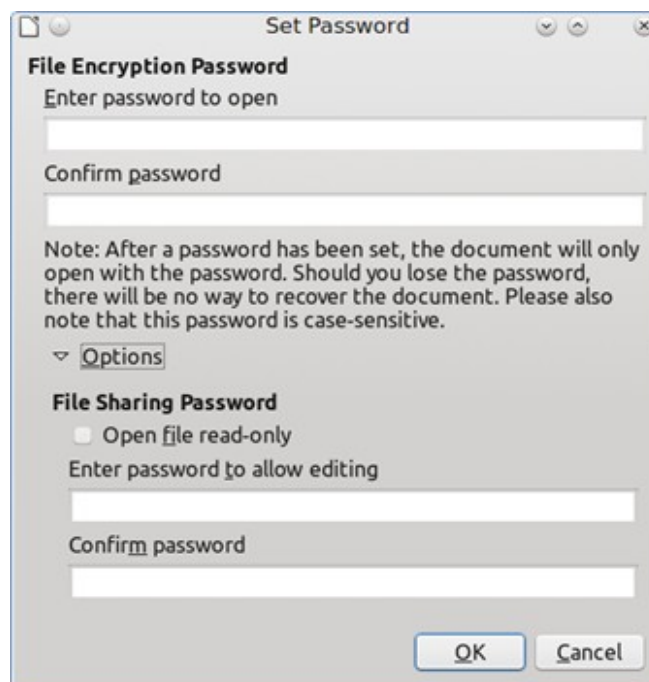 Set Password
File Encryption Password
Enter password to open
Confirm password
Note: After a password has been set, the document will only
open with the password. Should you lose the password,
there will be no way to recover the document. Please also
note that this password is case-sensitive.
Options
File Sharing Password
Open file read-only
Enter password to allow editing
Confirm password
OK Cancel